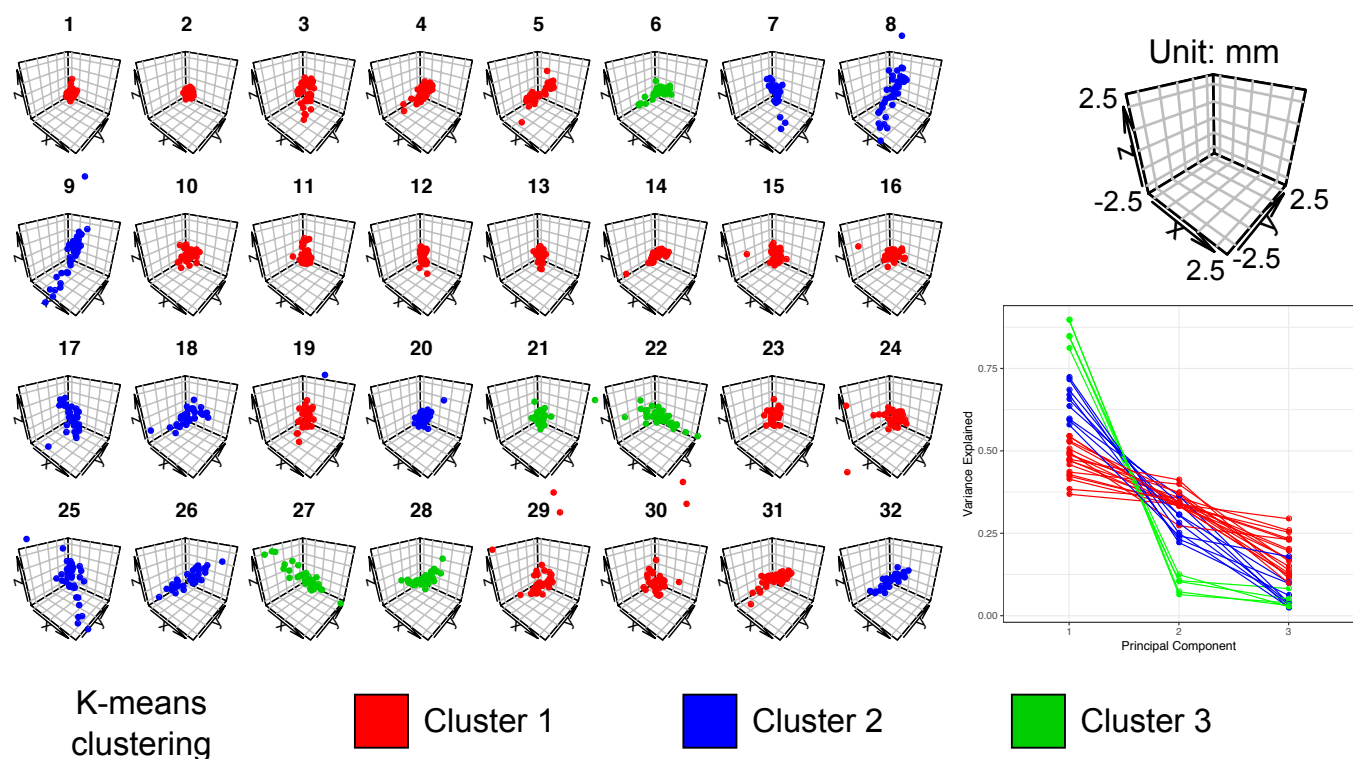 1 2 3 4 5 6 7 8
Z X Y
9 10 11 12 13 14 15 16
Z X Y
17 18 19 20 21 22 23 24
Z X Y
25 26 27 28 29 30 31 32
Z X Y
Unit: mm
2.5
Z
-2.5
2.5
X
Y
2.5
-2.5
Variance Explained
0.75
0.50
0.25
0.00
1 2 3
Principal Component
K-means
clustering
Cluster 1
Cluster 2
Cluster 3